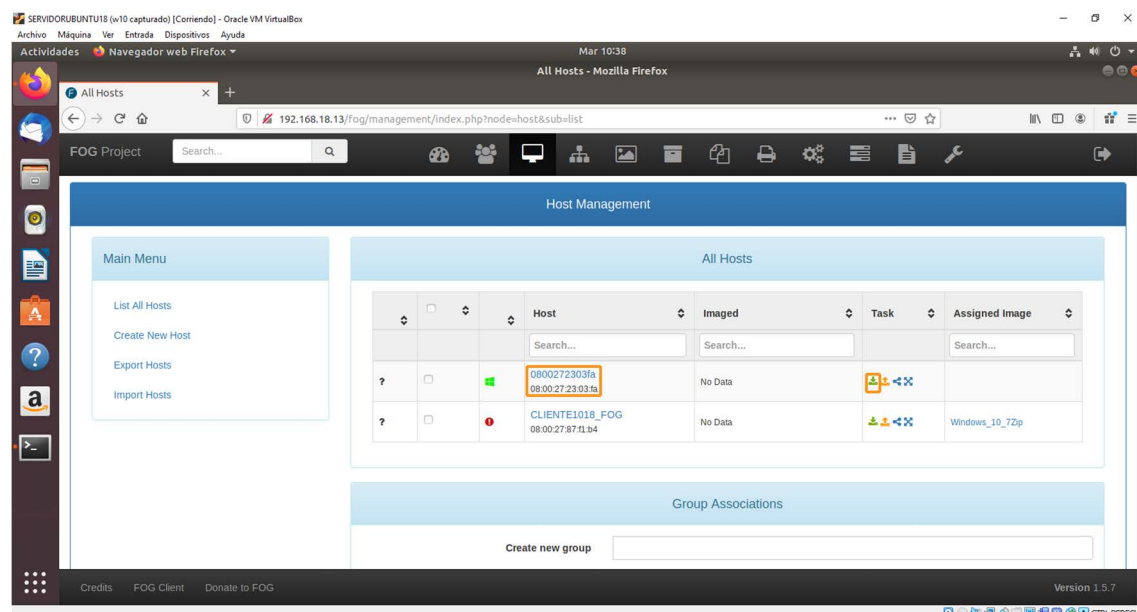 SERVIDORUBUNTU18 (w10 capturado) [Corriendo] - Oracle VM VirtualBox
Archivo Máquina Ver Entrada Dispositivos Ayuda
Actividades Navegador web Firefox Mar 10:38
All Hosts - Mozilla Firefox
All Hosts
192.168.18.13/fog/management/index.php?node=host&sub=list
FOG Project Search...
Host Management
Main Menu
List All Hosts
Create New Host
Export Hosts
Import Hosts
All Hosts
Host Imaged Task Assigned Image
Search... Search... Search...
0800272303fa
08:00:27:23:03:fa
No Data
CLIENTE1018_FOG
08:00:27:87:f1:b4
No Data
Windows_10_7Zip
Group Associations
Create new group
Credits FOG Client Donate to FOG Version 1.5.7